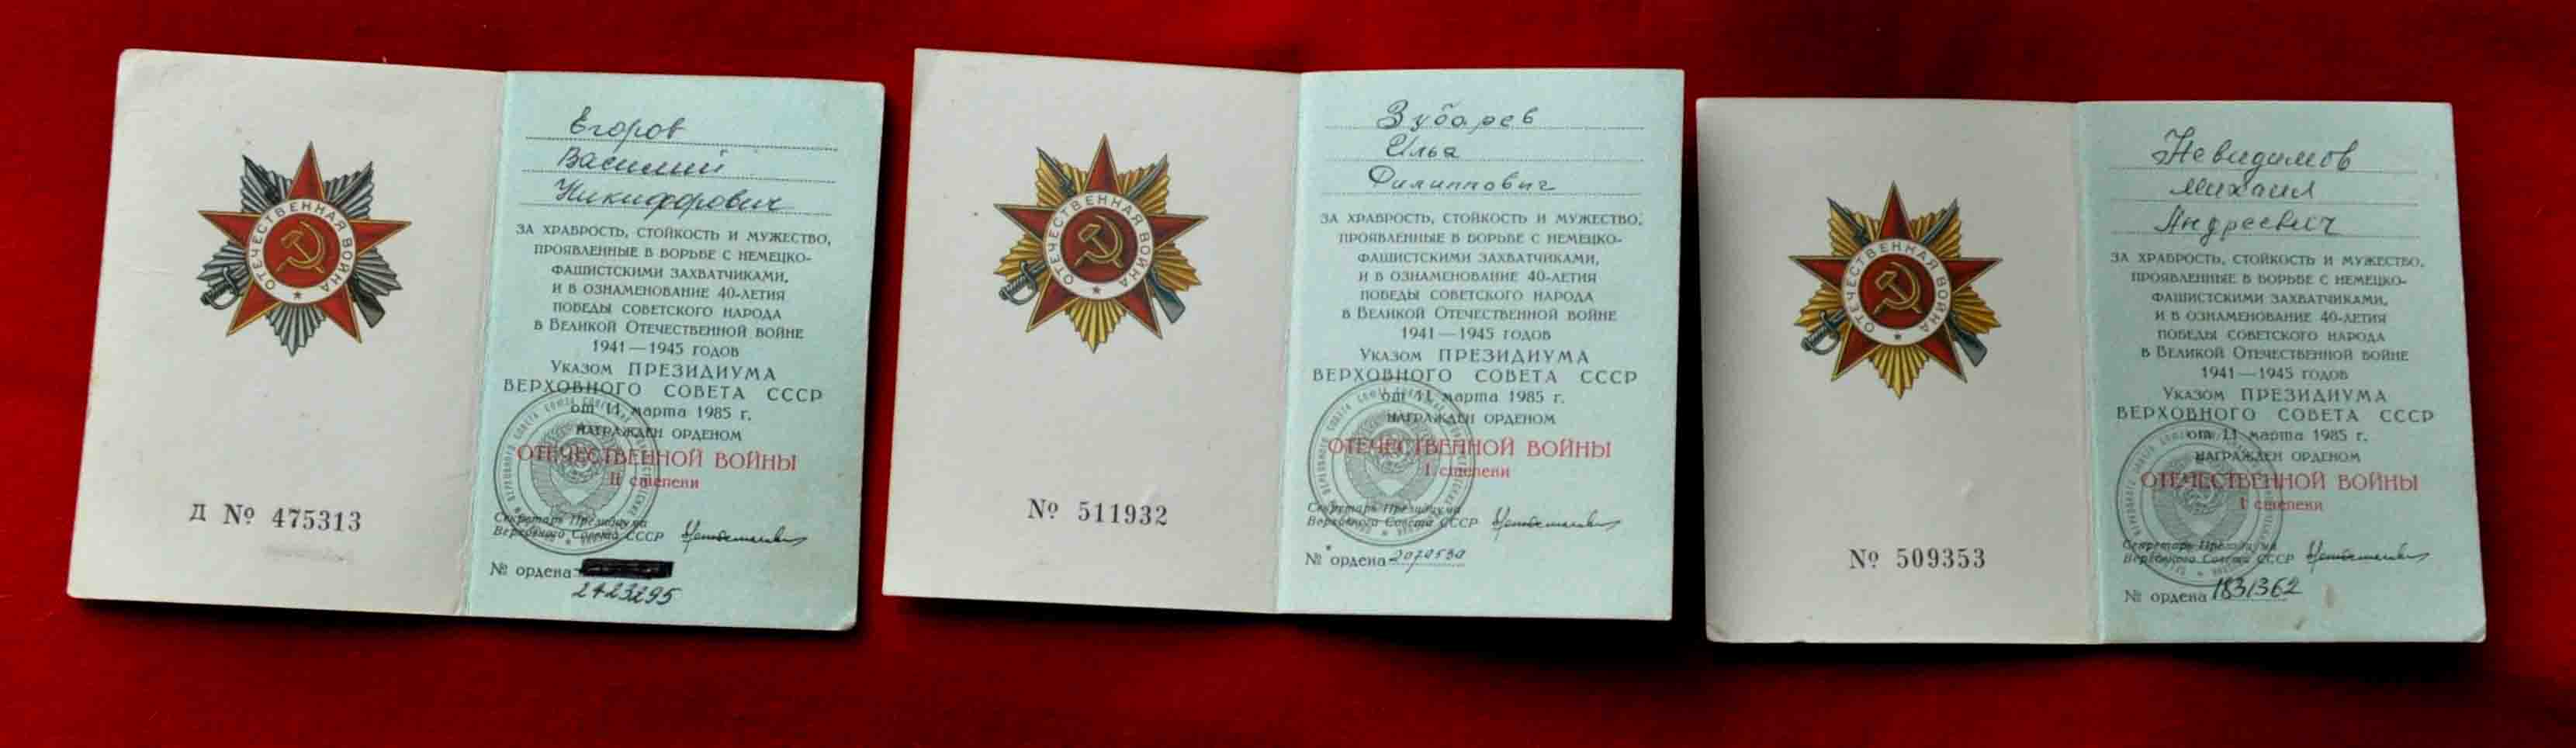 ОТЕЧЕСТВЕННАЯ ВОЙНА
Д № 475313
Егоров
Василий
Никифорович
ЗА ХРАБРОСТЬ, СТОЙКОСТЬ И МУЖЕСТВО,
ПРОЯВЛЕННЫЕ В БОРЬБЕ С НЕМЕЦКО-
ФАШИСТСКИМИ ЗАХВАТЧИКАМИ,
И В ОЗНАМЕНОВАНИЕ 40-ЛЕТИЯ
ПОБЕДЫ СОВЕТСКОГО НАРОДА
В ВЕЛИКОЙ ОТЕЧЕСТВЕННОЙ ВОЙНЕ
1941—1945 ГОДОВ
УКАЗОМ ПРЕЗИДИУМА
ВЕРХОВНОГО СОВЕТА СССР
от 11 марта 1985 г.
НАГРАЖДЕН ОРДЕНОМ
ОТЕЧЕСТВЕННОЙ ВОЙНЫ
II степени
Секретарь Президиума
Верховного Совета СССР
№ ордена
2423295
ОТЕЧЕСТВЕННАЯ ВОЙНА
№ 511932
Зубарев
Илья
Филиппович
ЗА ХРАБРОСТЬ, СТОЙКОСТЬ И МУЖЕСТВО,
ПРОЯВЛЕННЫЕ В БОРЬБЕ С НЕМЕЦКО-
ФАШИСТСКИМИ ЗАХВАТЧИКАМИ,
И В ОЗНАМЕНОВАНИЕ 40-ЛЕТИЯ
ПОБЕДЫ СОВЕТСКОГО НАРОДА
В ВЕЛИКОЙ ОТЕЧЕСТВЕННОЙ ВОЙНЕ
1941—1945 ГОДОВ
УКАЗОМ ПРЕЗИДИУМА
ВЕРХОВНОГО СОВЕТА СССР
от 11 марта 1985 г.
НАГРАЖДЕН ОРДЕНОМ
ОТЕЧЕСТВЕННОЙ ВОЙНЫ
I степени
Секретарь Президиума
Верховного Совета СССР
№ ордена 2070530
ОТЕЧЕСТВЕННАЯ ВОЙНА
№ 509353
Невидимов
Михаил
Андреевич
ЗА ХРАБРОСТЬ, СТОЙКОСТЬ И МУЖЕСТВО,
ПРОЯВЛЕННЫЕ В БОРЬБЕ С НЕМЕЦКО-
ФАШИСТСКИМИ ЗАХВАТЧИКАМИ,
И В ОЗНАМЕНОВАНИЕ 40-ЛЕТИЯ
ПОБЕДЫ СОВЕТСКОГО НАРОДА
В ВЕЛИКОЙ ОТЕЧЕСТВЕННОЙ ВОЙНЕ
1941—1945 ГОДОВ
УКАЗОМ ПРЕЗИДИУМА
ВЕРХОВНОГО СОВЕТА СССР
от 11 марта 1985 г.
НАГРАЖДЕН ОРДЕНОМ
ОТЕЧЕСТВЕННОЙ ВОЙНЫ
I степени
Секретарь Президиума
Верховного Совета СССР
№ ордена 1831362